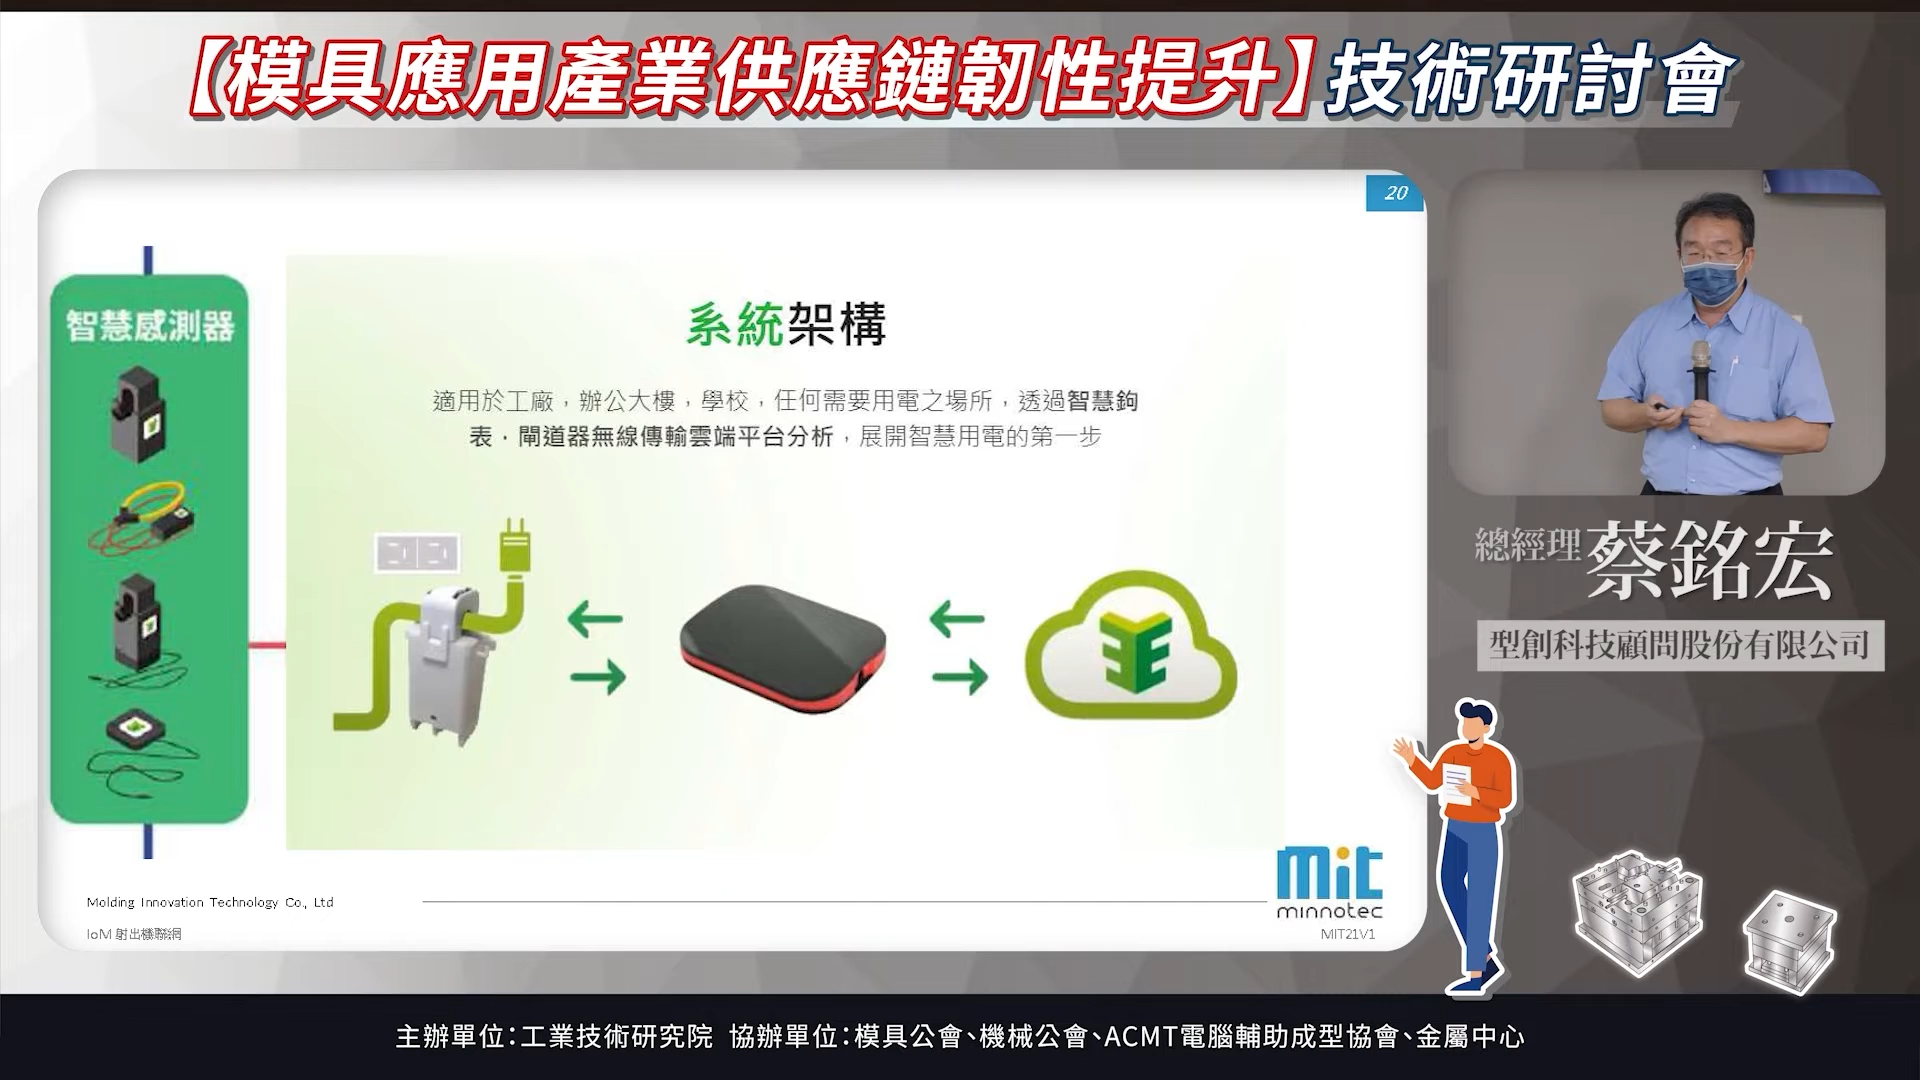 【模具應用產業供應鏈韌性提升】技術研討會
20
智慧感測器
系統架構
適用於工廠，辦公大樓，學校，任何需要用電之場所，透過智慧鉤
表．閘道器無線傳輸雲端平台分析，展開智慧用電的第一步
Molding Innovation Technology Co., Ltd
IoM 射出機聯網
mit
minnotec
MIT21V1
總經理 蔡銘宏
型創科技顧問股份有限公司
主辦單位：工業技術研究院 協辦單位：模具公會、機械公會、ACMT電腦輔助成型協會、金屬中心